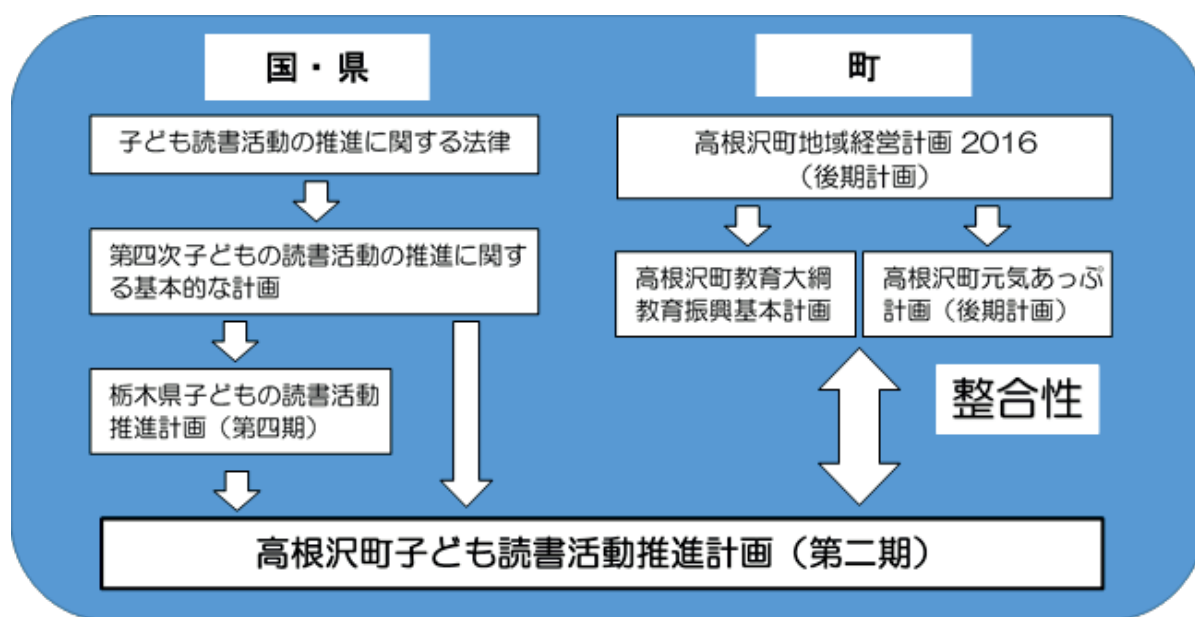 国・県
子ども読書活動の推進に関する法律
第四次子どもの読書活動の推進に関す
る基本的な計画
栃木県子どもの読書活動
推進計画（第四期）
町
高根沢町地域経営計画 2016
（後期計画）
高根沢町教育大綱
教育振興基本計画
高根沢町元気あっぷ
計画（後期計画）
整合性
高根沢町子ども読書活動推進計画（第二期）